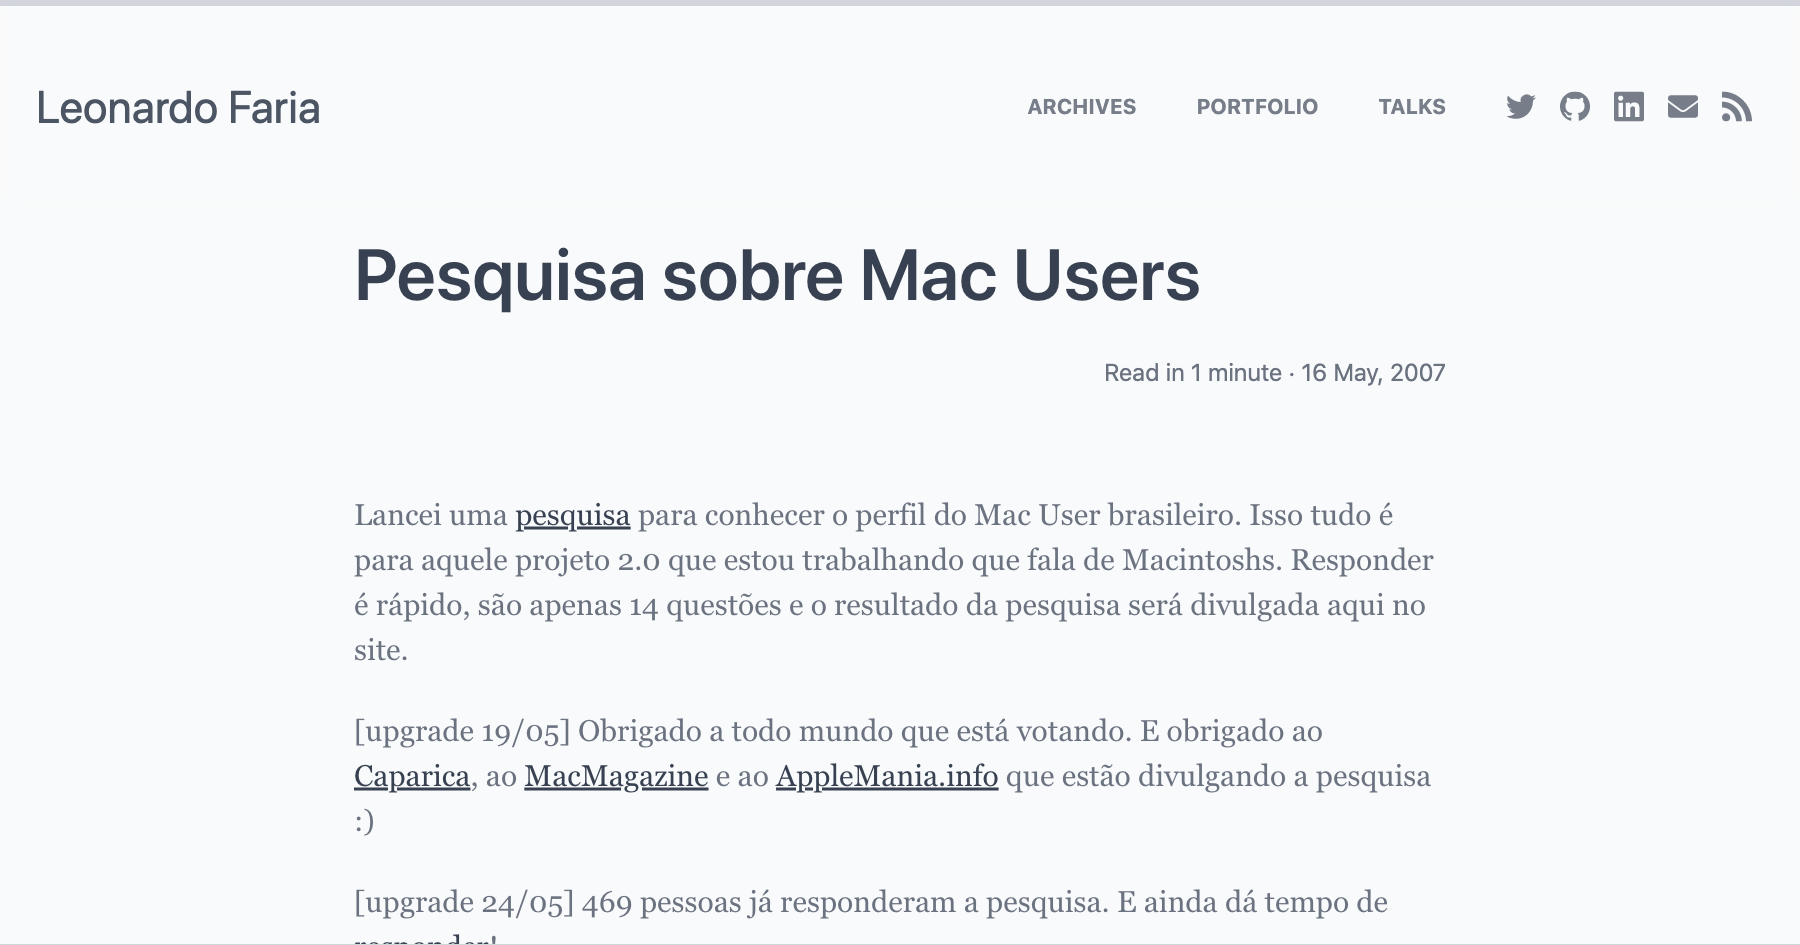 Leonardo Faria
ARCHIVES PORTFOLIO TALKS
Pesquisa sobre Mac Users
Read in 1 minute · 16 May, 2007
Lancei uma pesquisa para conhecer o perfil do Mac User brasileiro. Isso tudo é
para aquele projeto 2.0 que estou trabalhando que fala de Macintoshs. Responder
é rápido, são apenas 14 questões e o resultado da pesquisa será divulgada aqui no
site.
[upgrade 19/05] Obrigado a todo mundo que está votando. E obrigado ao
Caparica, ao MacMagazine e ao AppleMania.info que estão divulgando a pesquisa
:)
[upgrade 24/05] 469 pessoas já responderam a pesquisa. E ainda dá tempo de
responder!